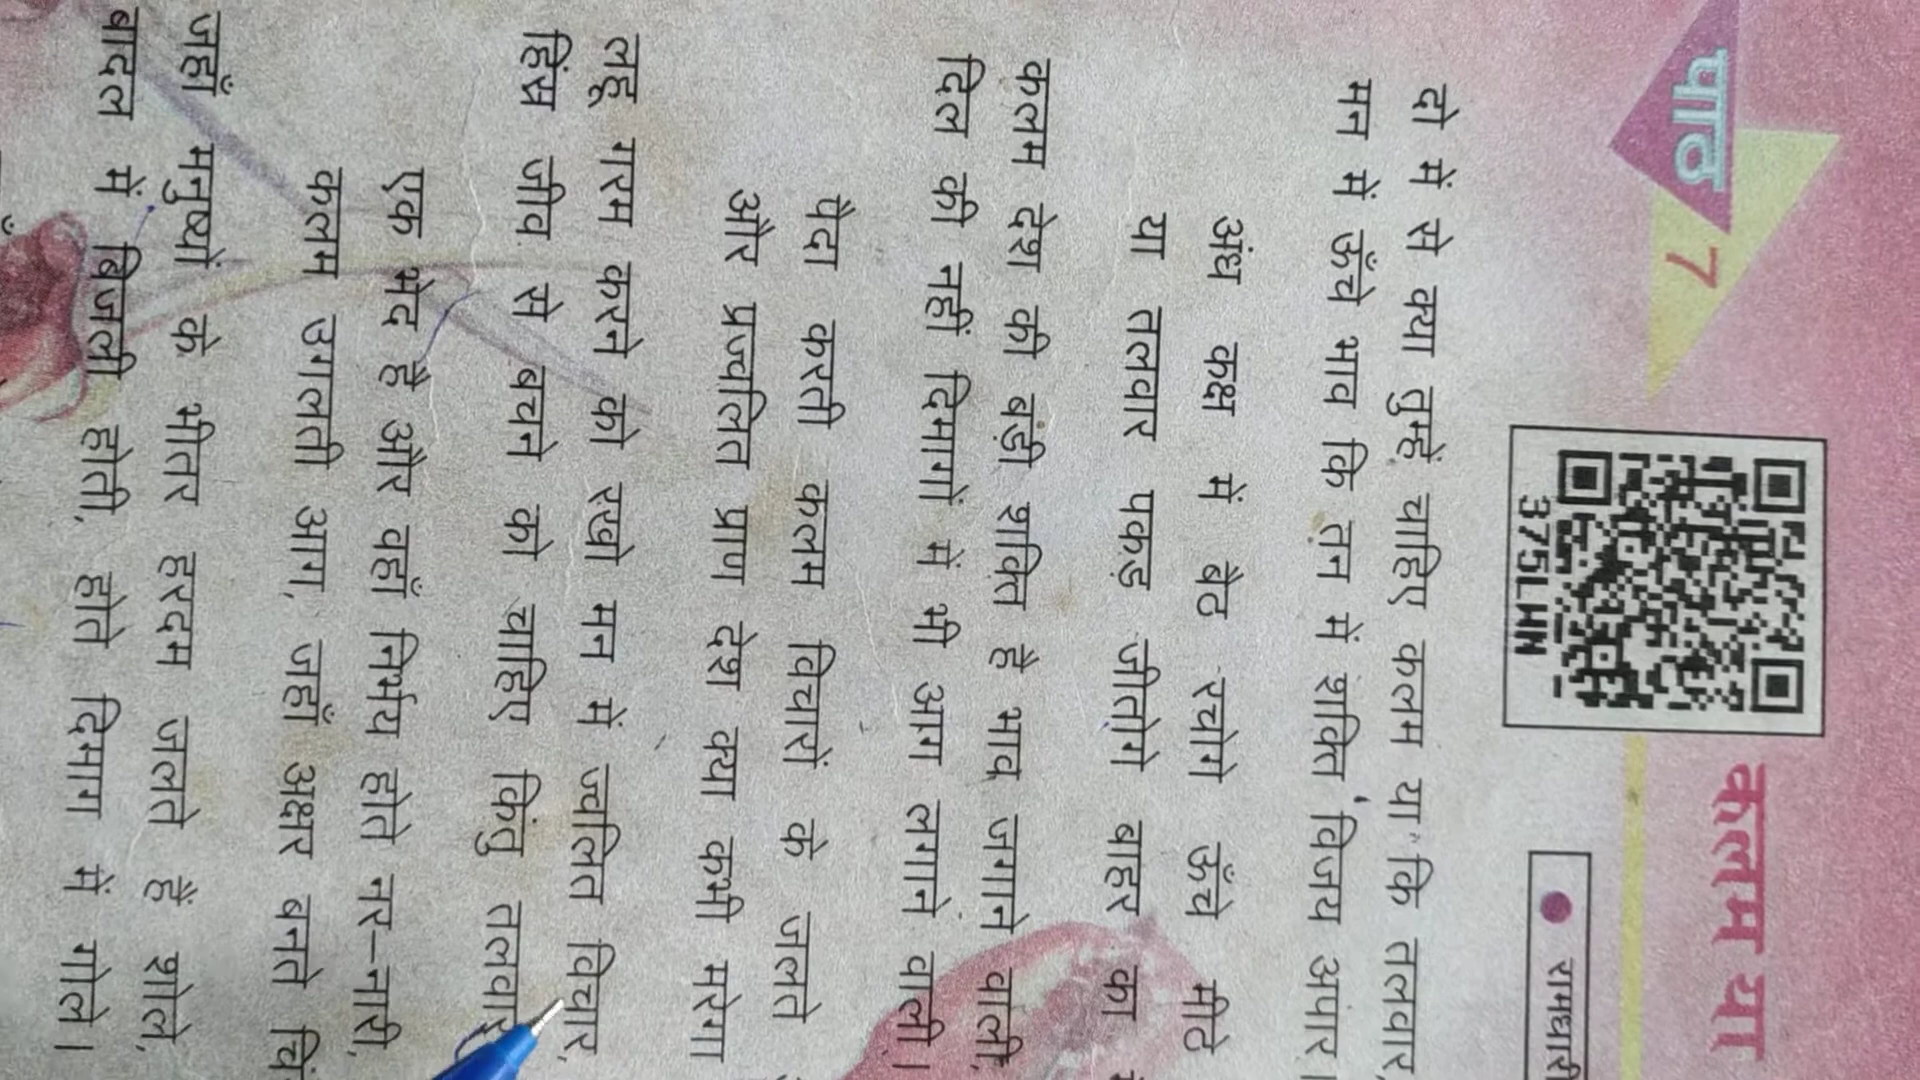 पाठ
7
375LWN
कलम या
रामधारी
दो में से क्या तुम्हें चाहिए कलम या कि तलवार,
मन में ऊँचे भाव कि तन में शक्ति विजय अपार।
अंध कक्ष में बैठ रचोगे ऊँचे मीठे
या तलवार पकड़ जीतोगे बाहर का
कलम देश की बड़ी शक्ति है भाव जगाने वाली,
दिल की नहीं दिमागों में भी आग लगाने वाली।
पैदा करती कलम विचारों के जलते
और प्रज्वलित प्राण देश क्या कभी मरेगा
लहू गरम करने को रखो मन में ज्वलित विचार,
हिंस्र जीव से बचने को चाहिए किंतु तलवार
एक भेद है और वहाँ निर्भय होते नर-नारी,
कलम उगलती आग, जहाँ अक्षर बनते
जहाँ मनुष्यों के भीतर हरदम जलते हैं शोले,
बादल में बिजली होती, होते दिमाग में गोले।